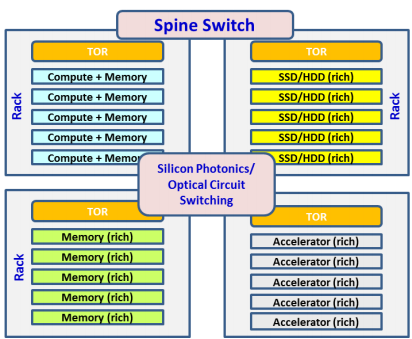 Spine Switch
TOR
Rack
Compute + Memory
Compute + Memory
Compute + Memory
Compute + Memory
Compute + Memory
TOR
SSD/HDD (rich)
SSD/HDD (rich)
SSD/HDD (rich)
SSD/HDD (rich)
SSD/HDD (rich)
Rack
Silicon Photonics/
Optical Circuit
Switching
TOR
Rack
Memory (rich)
Memory (rich)
Memory (rich)
Memory (rich)
Memory (rich)
TOR
Accelerator (rich)
Accelerator (rich)
Accelerator (rich)
Accelerator (rich)
Accelerator (rich)